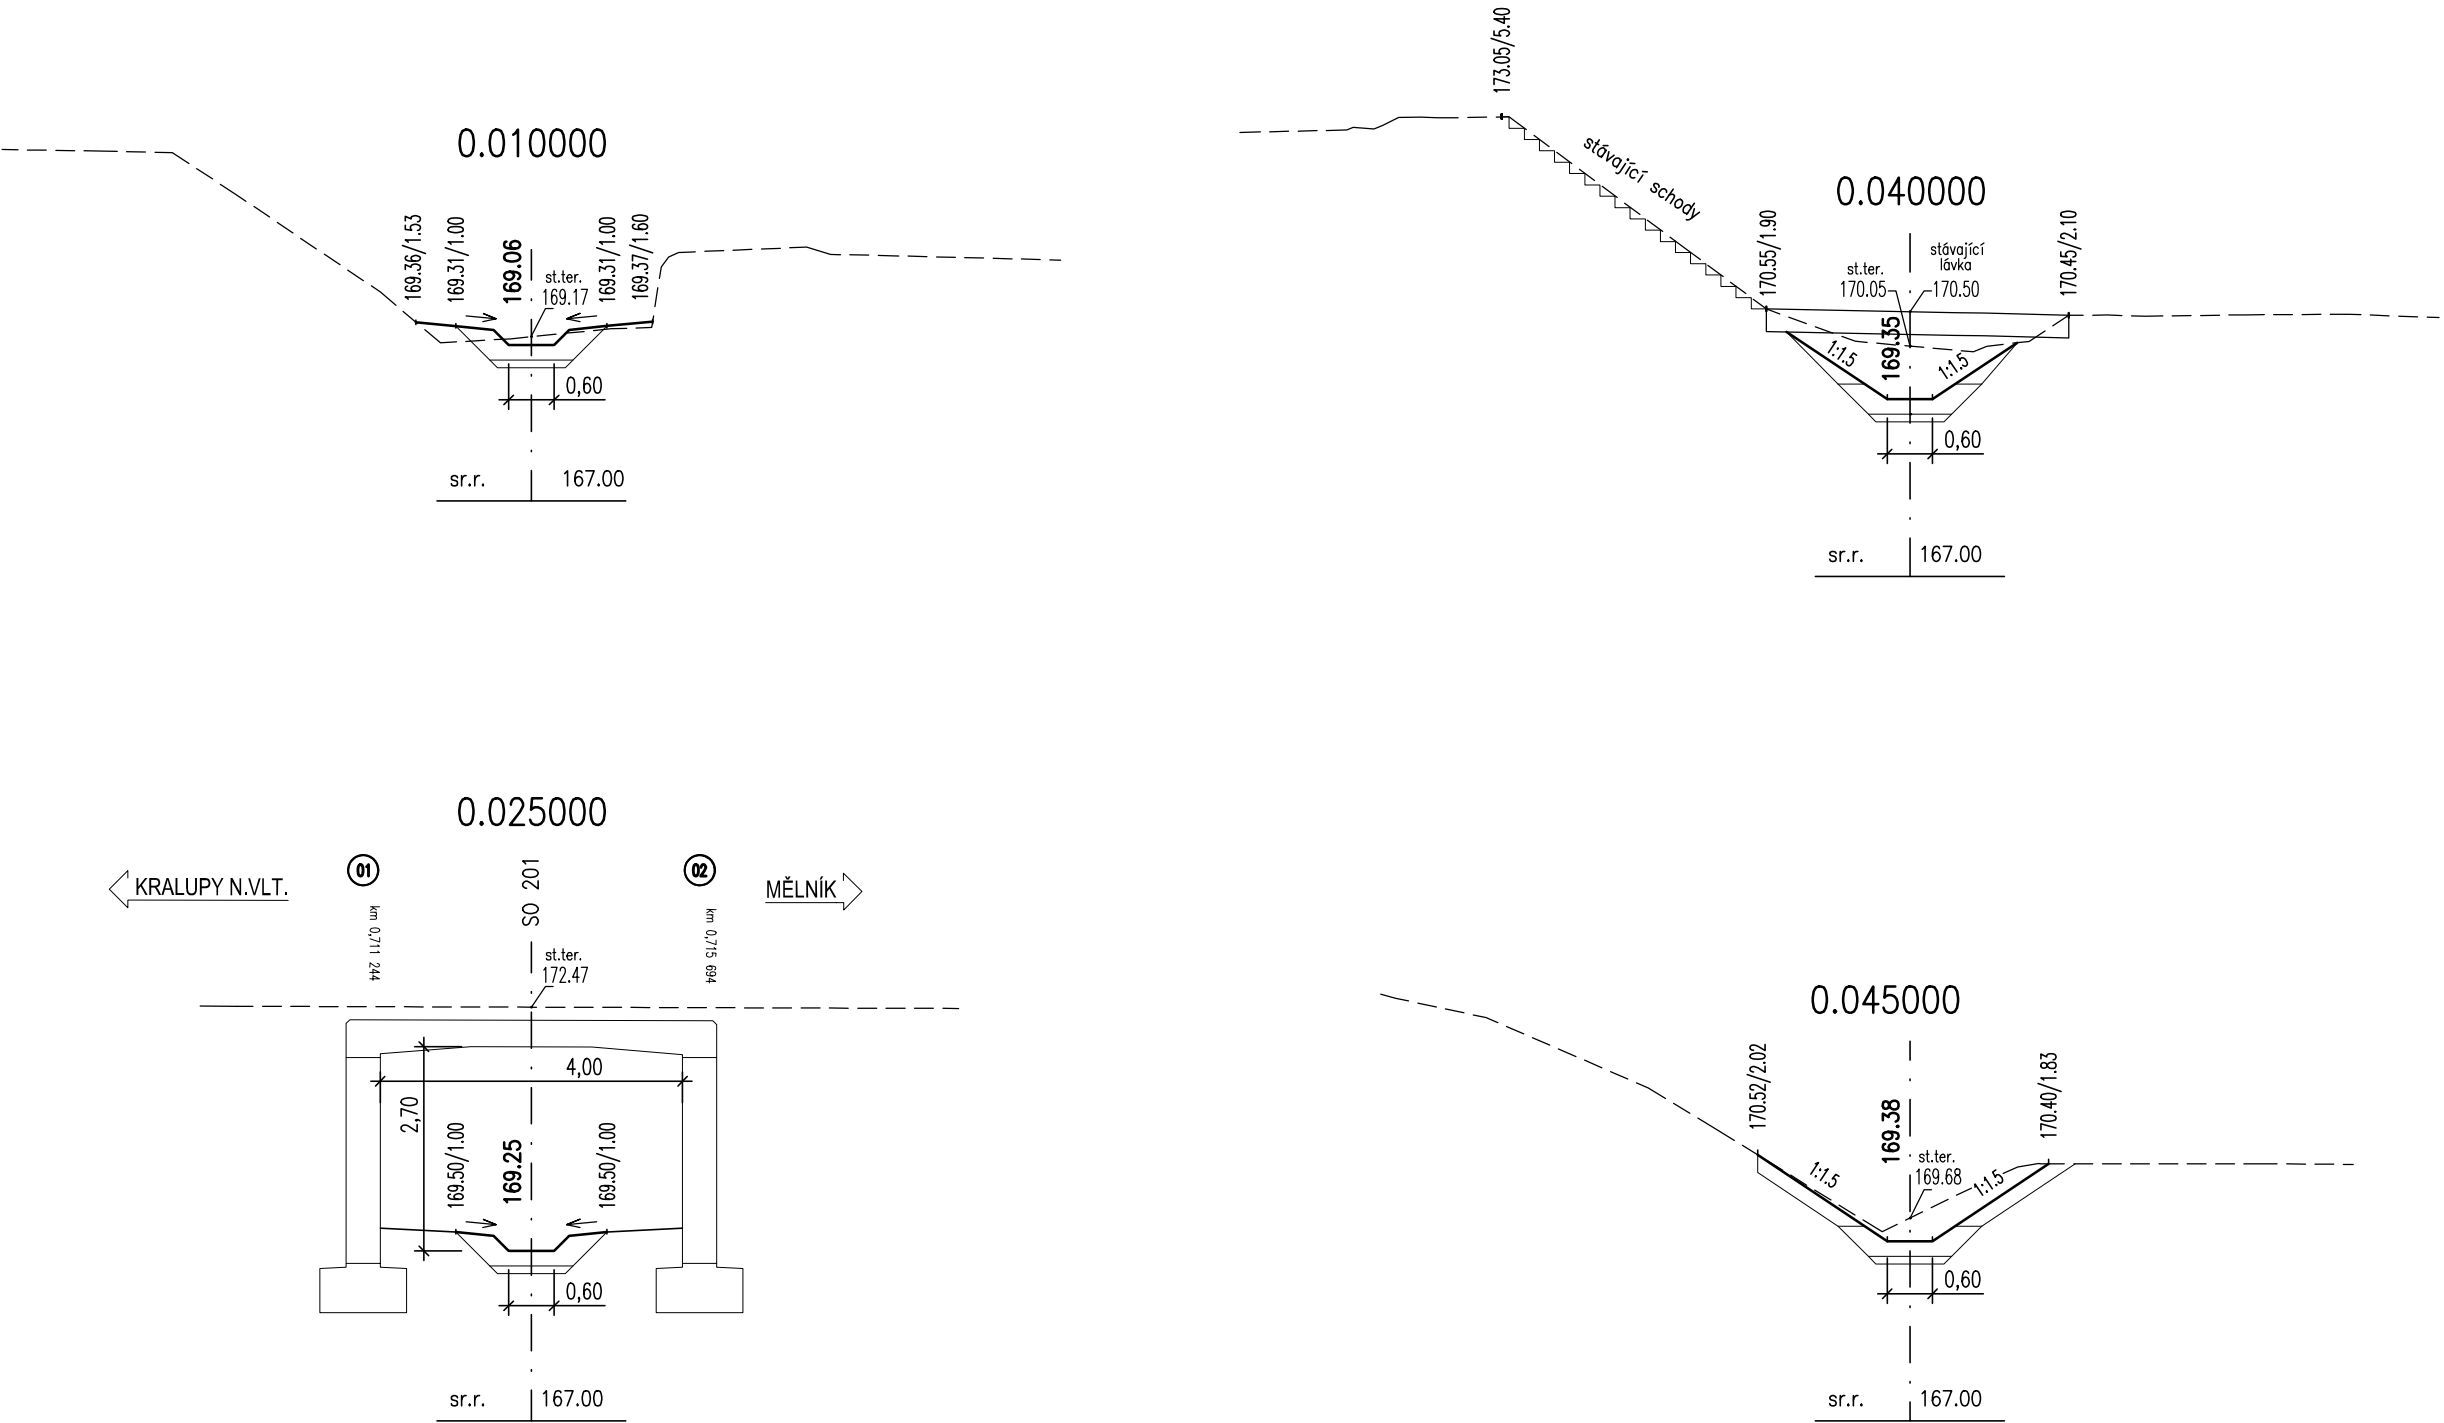 0.010000
169.36/1.53
169.31/1.00
169.06
st.ter.
169.17
169.31/1.00
169.37/1.60
0,60
sr.r. 167.00
173.05/5.40
stávající schody
0.040000
170.55/1.90
st.ter.
170.05
169.35
stávající
lávka
170.50
170.45/2.10
1:1.5
1:1.5
0,60
sr.r. 167.00
0.025000
KRALUPY N.VLT.
01
km 0,711 244
SO 201
02
km 0,715 694
MĚLNÍK
st.ter.
172.47
4,00
2,70
169.50/1.00
169.25
169.50/1.00
0,60
sr.r. 167.00
0.045000
170.52/2.02
169.38
170.40/1.83
st.ter.
169.68
1:1.5
1:1.5
0,60
sr.r. 167.00